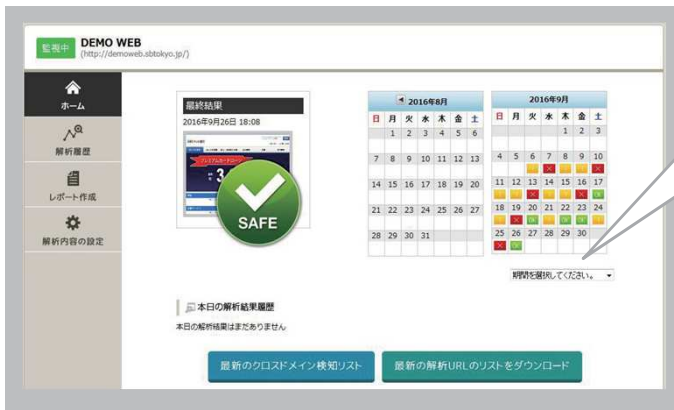 監視中
DEMO WEB
(http://demoweb.sbtokyo.jp/)
ホーム
解析履歴
レポート作成
解析内容の設定
最終結果
2016年9月26日 18:08
SAFE
2016年8月
日 月 火 水 木 金 土
1 2 3 4 5 6
7 8 9 10 11 12 13
14 15 16 17 18 19 20
21 22 23 24 25 26 27
28 29 30 31
2016年9月
日 月 火 水 木 金 土
1 2 3
4 5 6 7 8 9 10
11 12 13 14 15 16 17
18 19 20 21 22 23 24
25 26 27 28 29 30
期間を選択してください。
本日の解析結果履歴
本日の解析結果はまだありません
最新のクロスドメイン検知リスト
最新の解析URLのリストをダウンロード